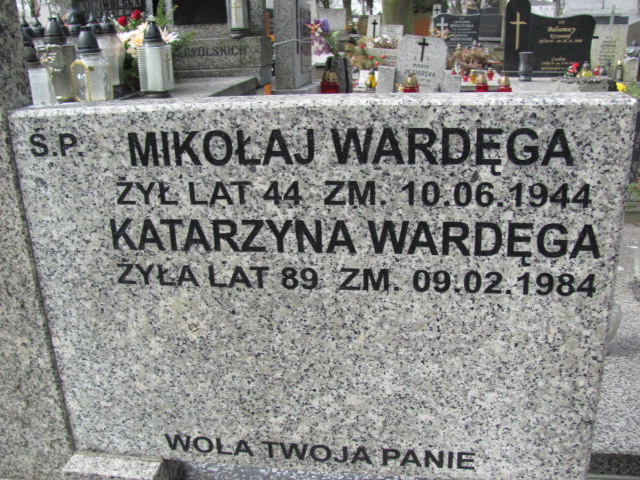 Ś.P. MIKOŁAJ WARDĘGA
ŻYŁ LAT 44 ZM. 10.06.1944
KATARZYNA WARDĘGA
ŻYŁA LAT 89 ZM. 09.02.1984
WOLA TWOJA PANIE